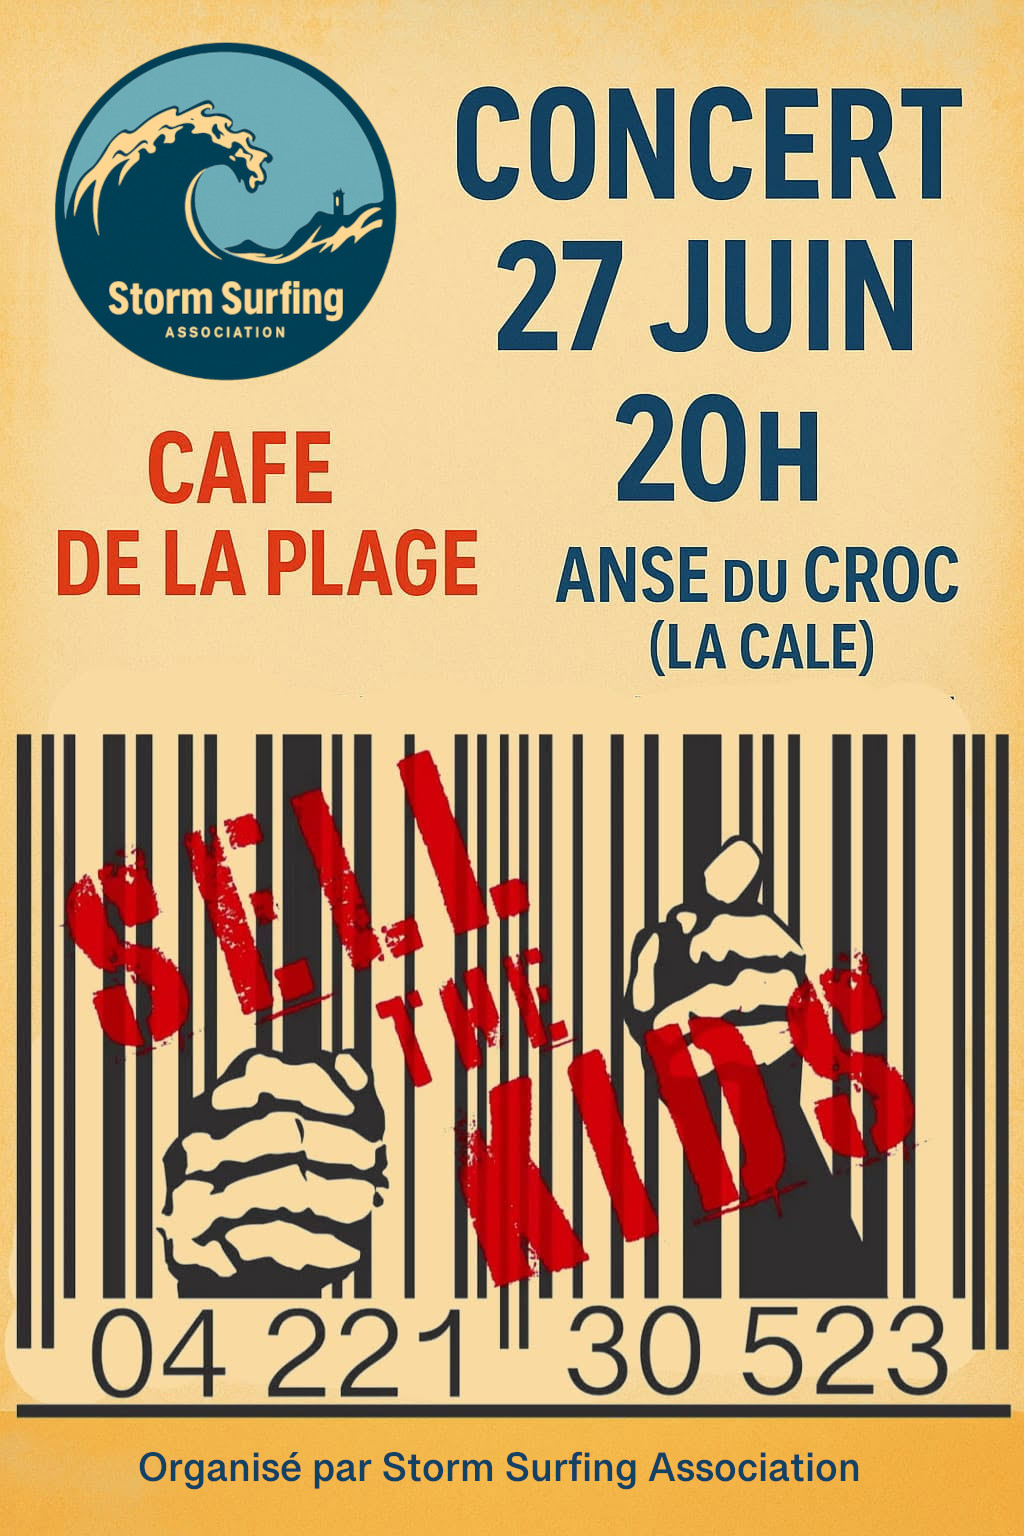 Storm Surfing
ASSOCIATION
CONCERT
27 JUIN
20H
CAFE
DE LA PLAGE
ANSE DU CROC
(LA CALE)
SELL
THE
KIDS
04 221 30 523
Organisé par Storm Surfing Association